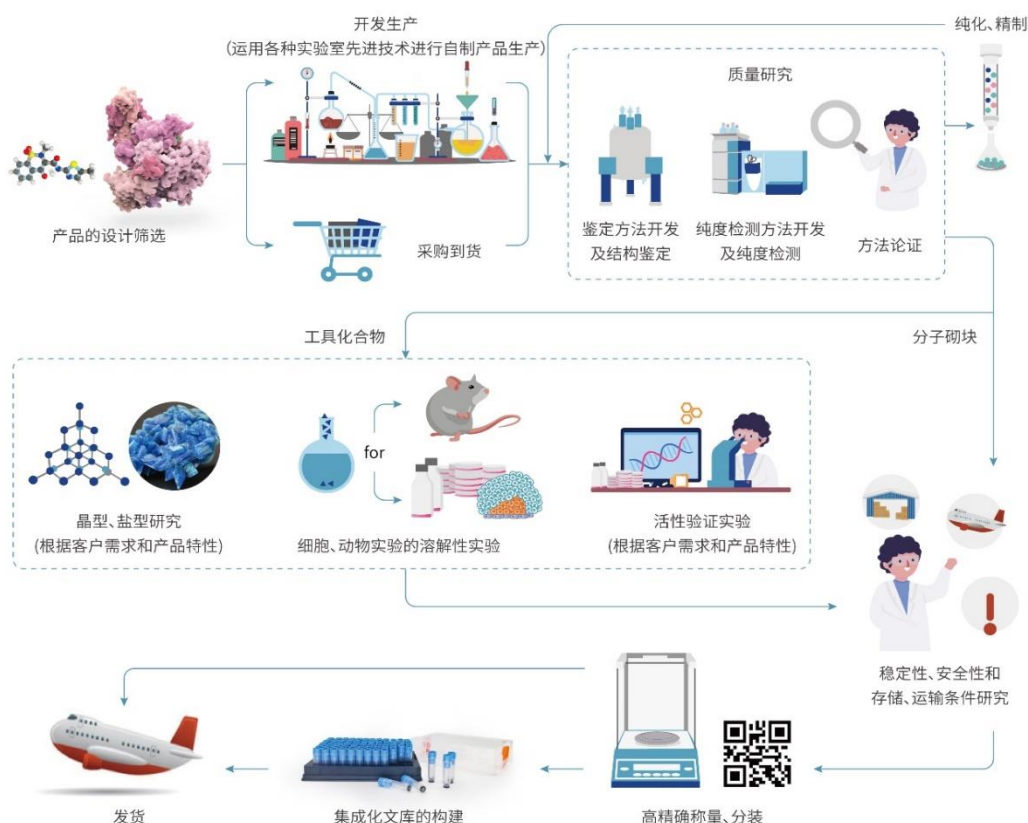 开发生产
(运用各种实验室先进技术进行自制产品生产)
纯化、精制
质量研究
产品的设计筛选
采购到货
鉴定方法开发
及结构鉴定
纯度检测方法开发
及纯度检测
方法论证
工具化合物
分子砌块
for
晶型、盐型研究
(根据客户需求和产品特性)
细胞、动物实验的溶解性实验
活性验证实验
(根据客户需求和产品特性)
稳定性、安全性和
存储、运输条件研究
发货
集成化文库的构建
高精确称量、分装